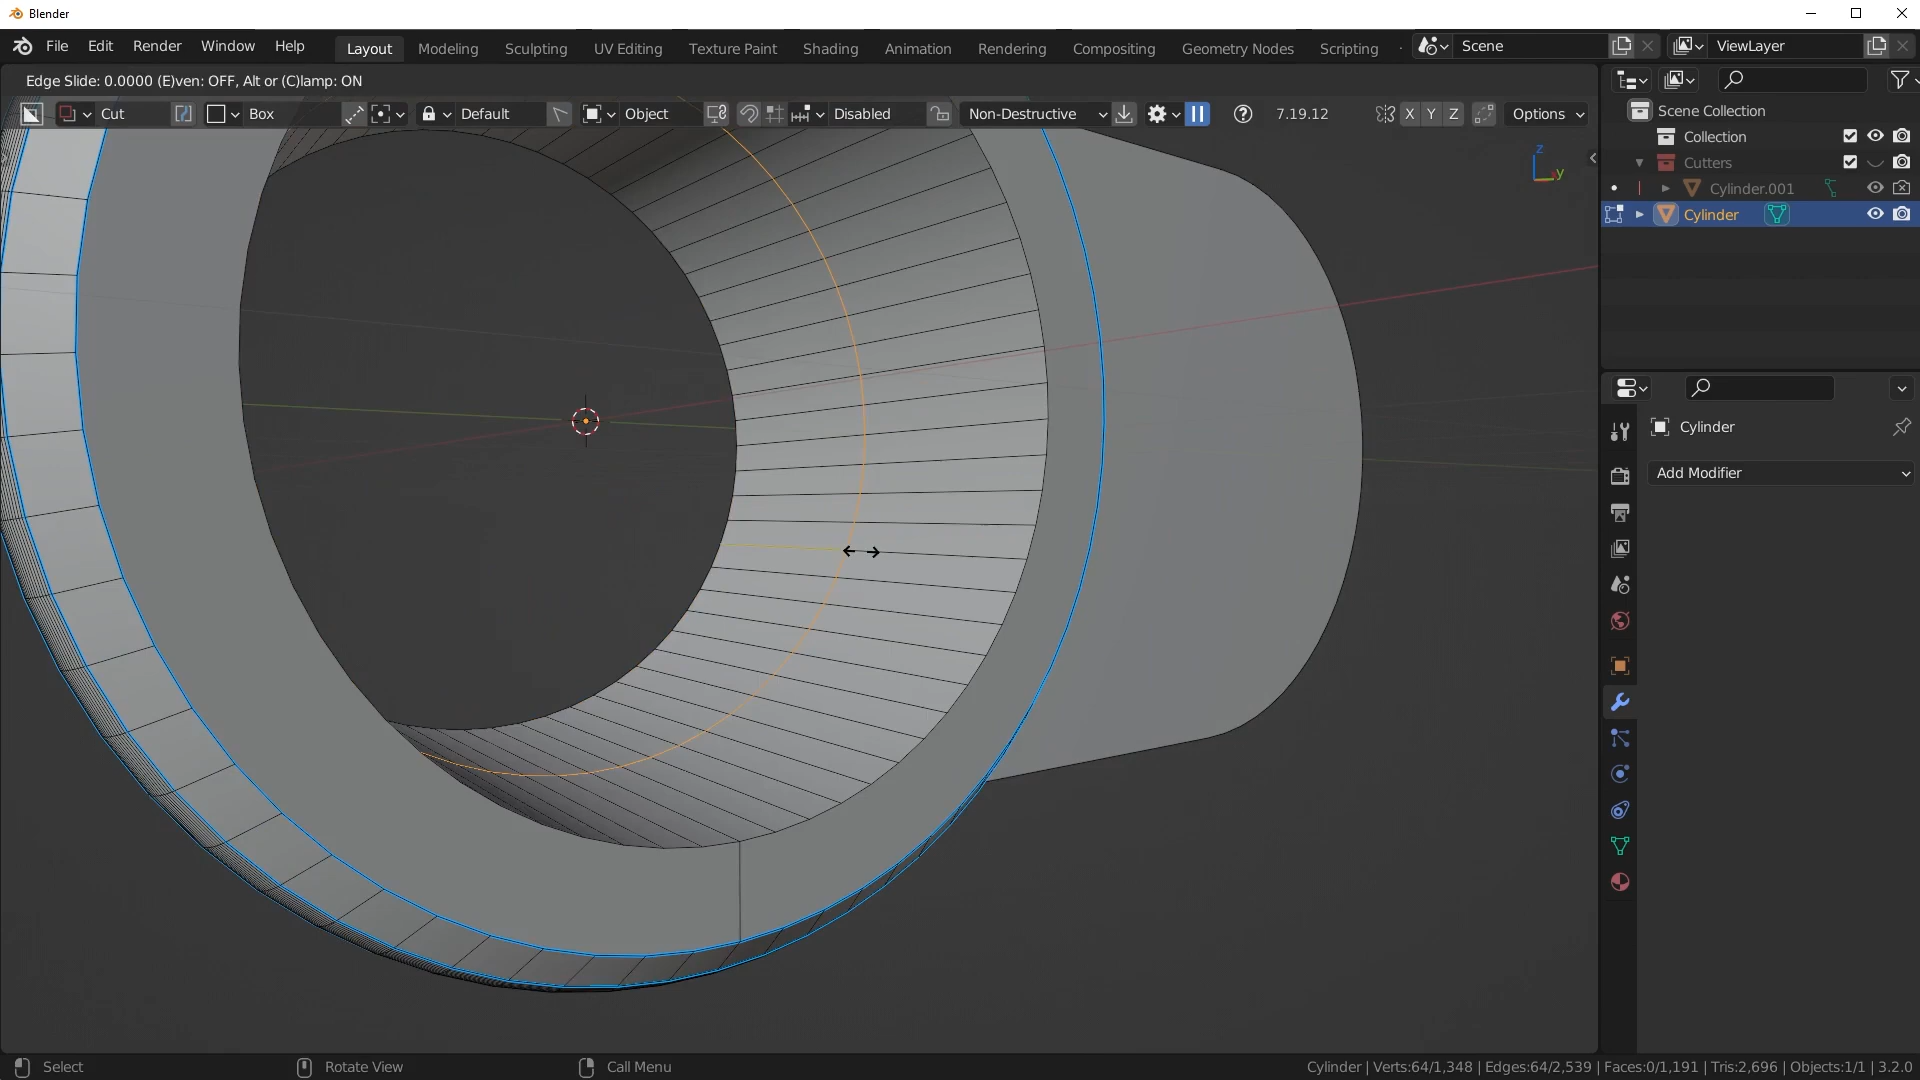 Blender
File Edit Render Window Help Layout Modeling Sculpting UV Editing Texture Paint Shading Animation Rendering Compositing Geometry Nodes Scripting Scene ViewLayer
Edge Slide: 0.0000 (E)ven: OFF, Alt or (C)lamp: ON
Cut Box Default Object Disabled Non-Destructive 7.19.12 X Y Z Options
Scene Collection
Collection
Cutters
Cylinder.001
Cylinder
z
y
Cylinder
Add Modifier
Select Rotate View Call Menu Cylinder | Verts:64/1,348 | Edges:64/2,539 | Faces:0/1,191 | Tris:2,696 | Objects:1/1 | 3.2.0